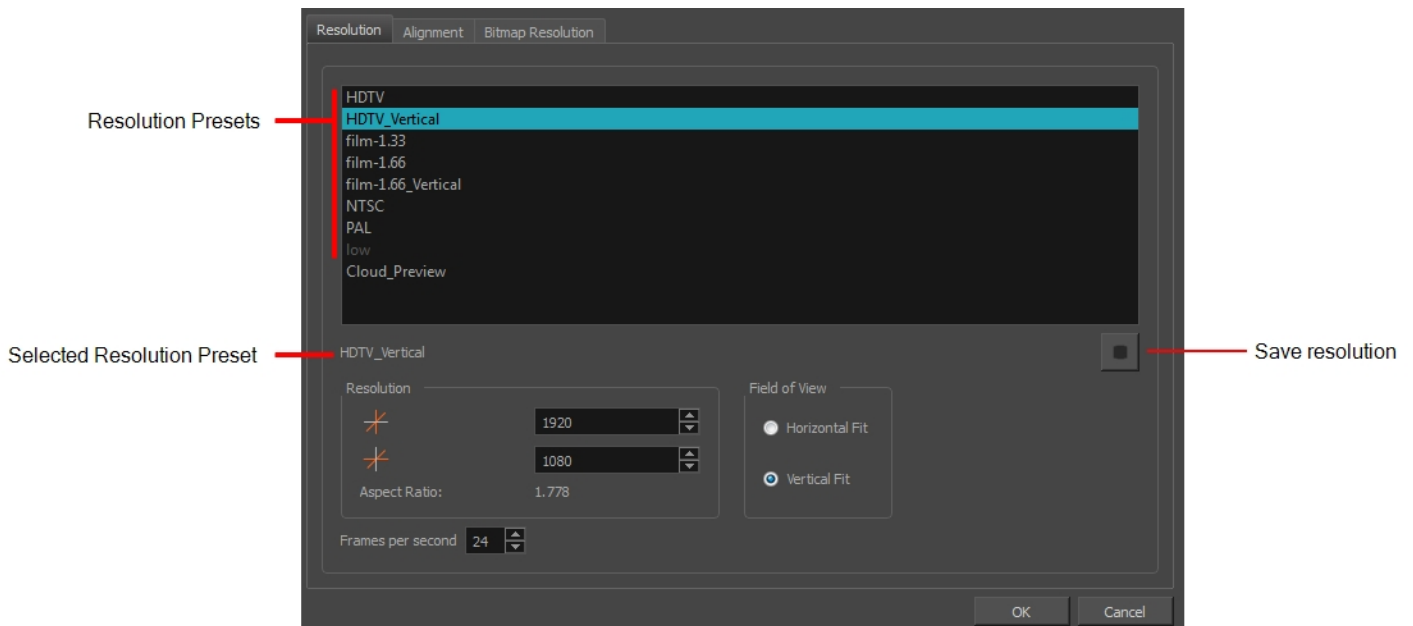 Resolution Alignment Bitmap Resolution
HDTV
Resolution Presets
HDTV_Vertical
film-1.33
film-1.66
film-1.66_Vertical
NTSC
PAL
low
Cloud_Preview
Selected Resolution Preset
HDTV_Vertical
Save resolution
Resolution
1920
1080
Aspect Ratio: 1.778
Field of View
Horizontal Fit
Vertical Fit
Frames per second 24
OK Cancel